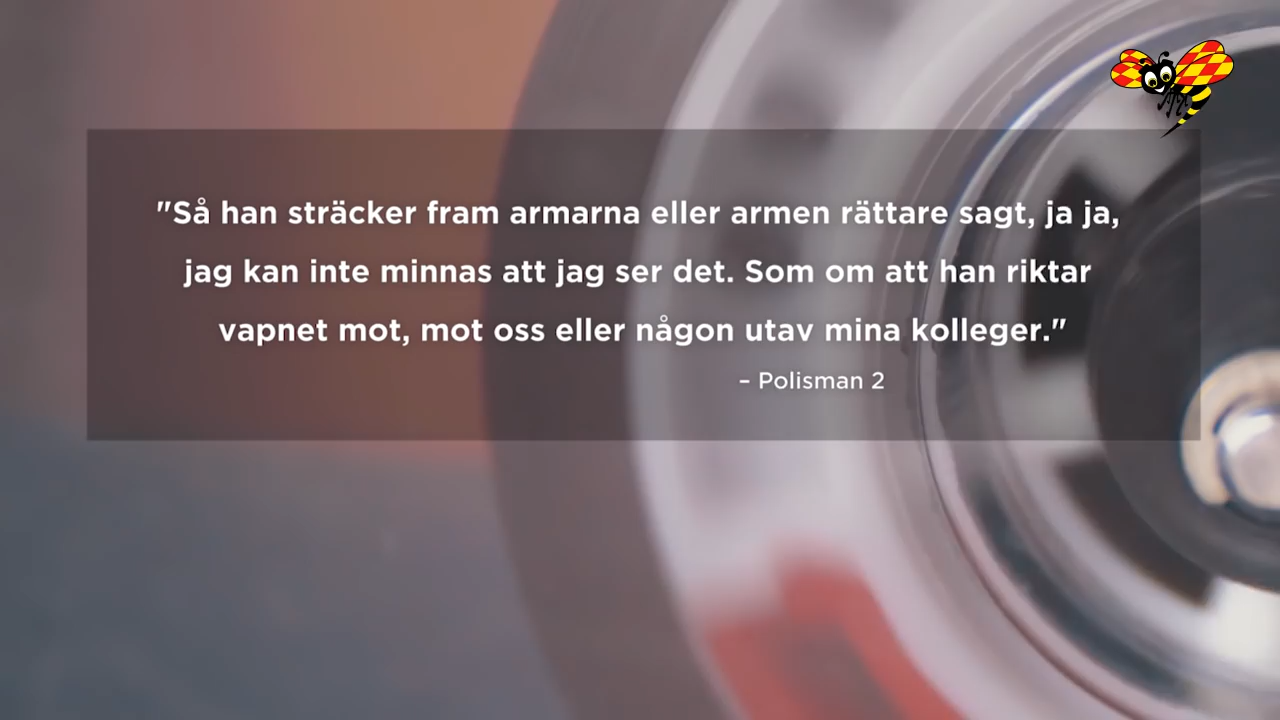 "Så han sträcker fram armarna eller armen rättare sagt, ja ja,
jag kan inte minnas att jag ser det. Som om att han riktar
vapnet mot, mot oss eller någon utav mina kolleger."
– Polisman 2